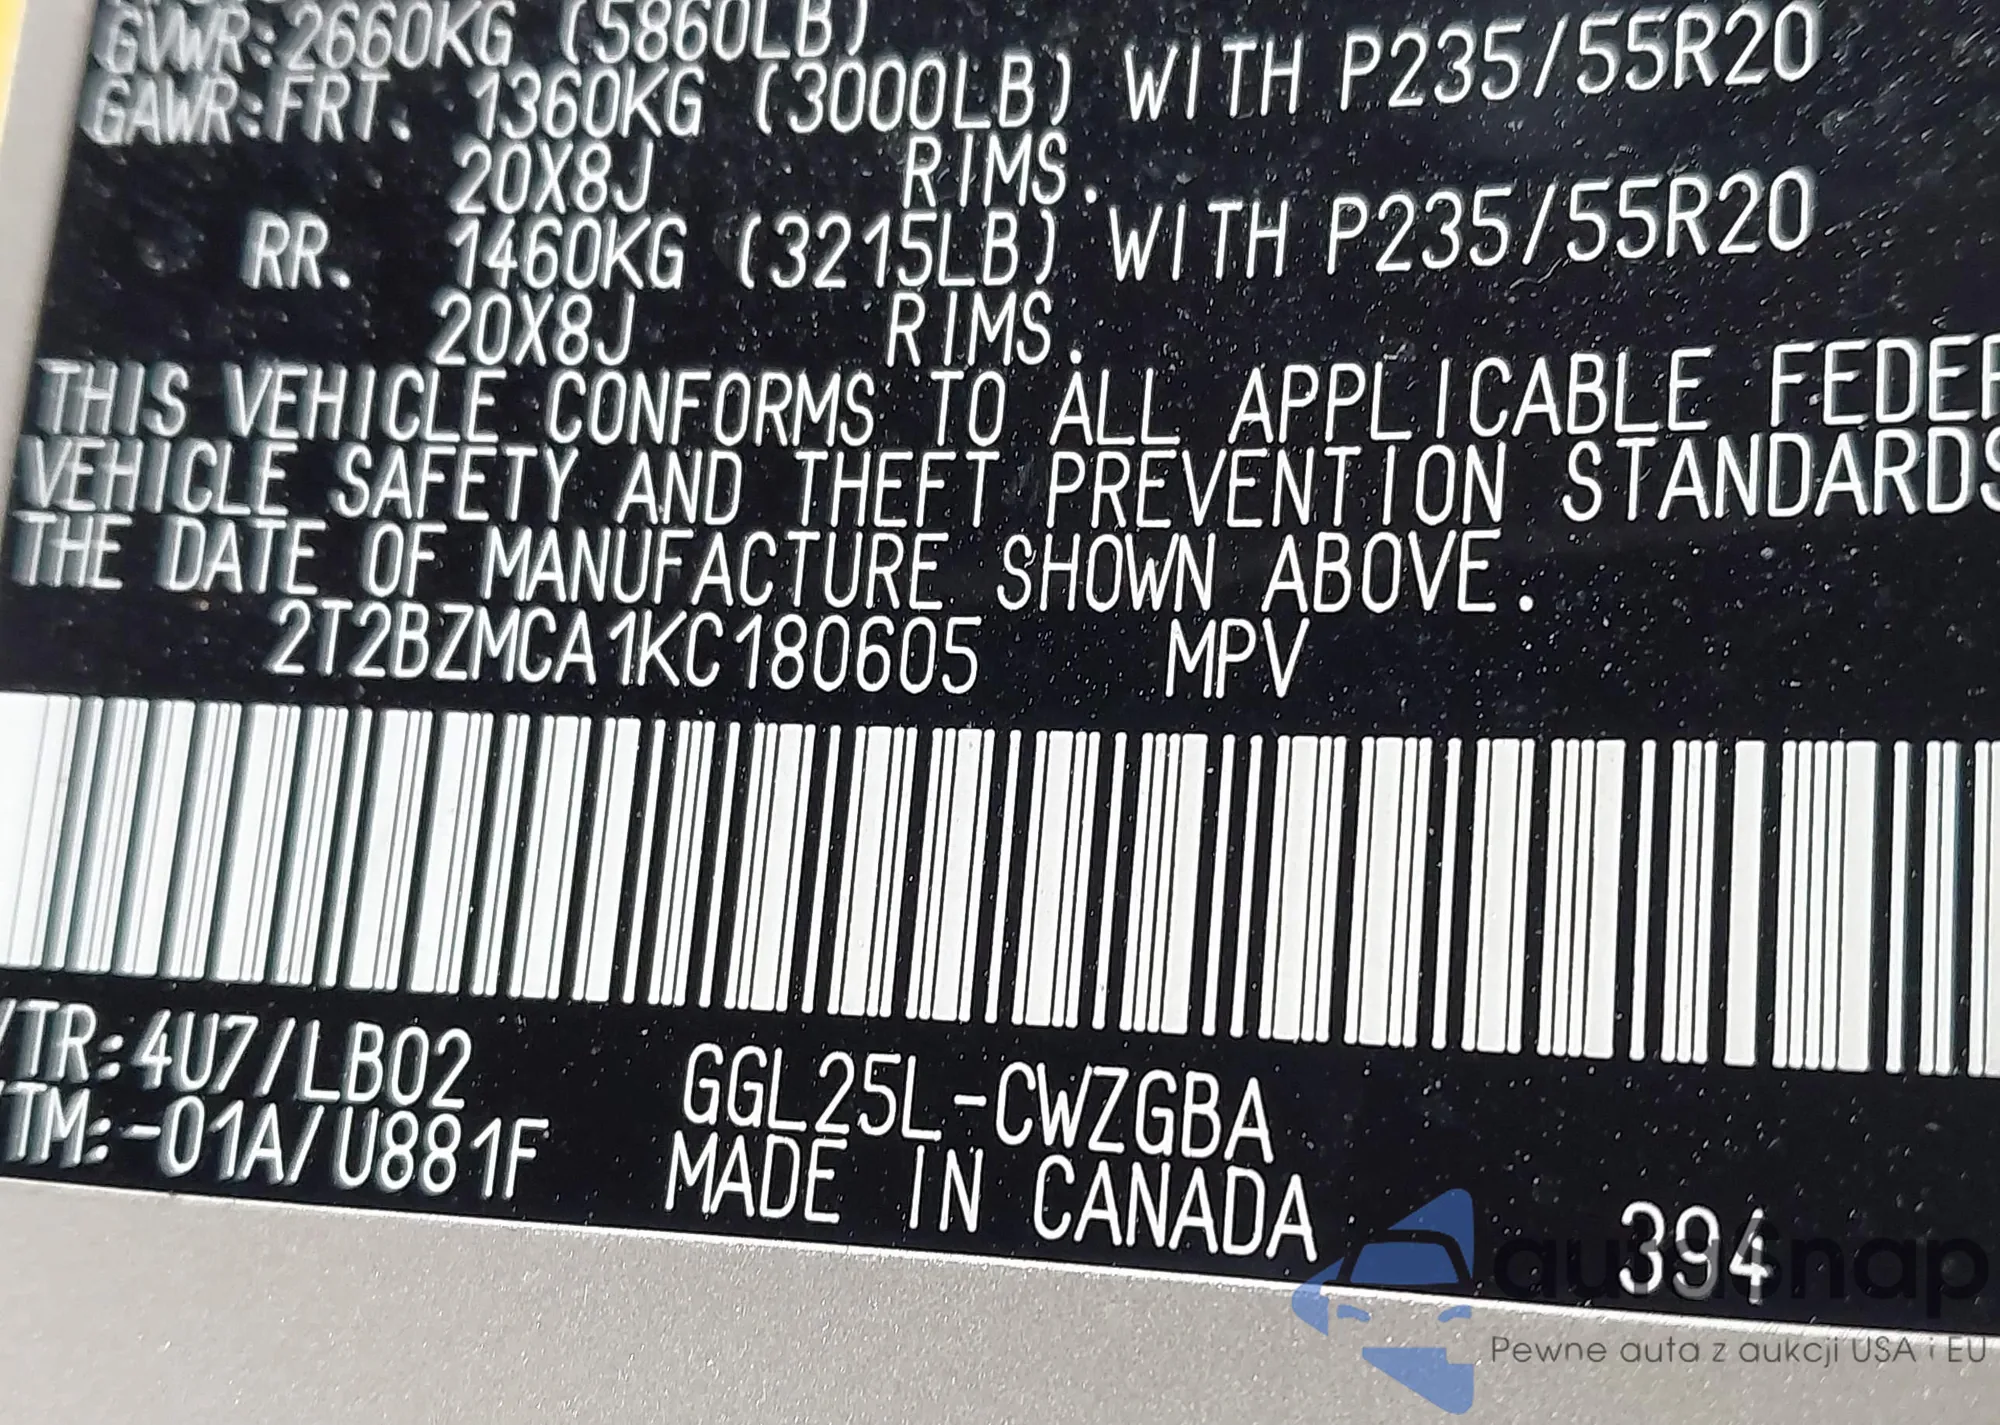 GVWR:2660KG (5860LB)
GAWR:FRT. 1360KG (3000LB) WITH P235/55R20
20X8J RIMS.
RR. 1460KG (3215LB) WITH P235/55R20
20X8J RIMS.
THIS VEHICLE CONFORMS TO ALL APPLICABLE FEDER
VEHICLE SAFETY AND THEFT PREVENTION STANDARDS
THE DATE OF MANUFACTURE SHOWN ABOVE.
2T2BZMCA1KC180605 MPV
/TR:4U7/LB02 GGL25L-CWZGBA
/TM:-01A/U881F MADE IN CANADA
394
autosnap
Pewne auta z aukcji USA i EU